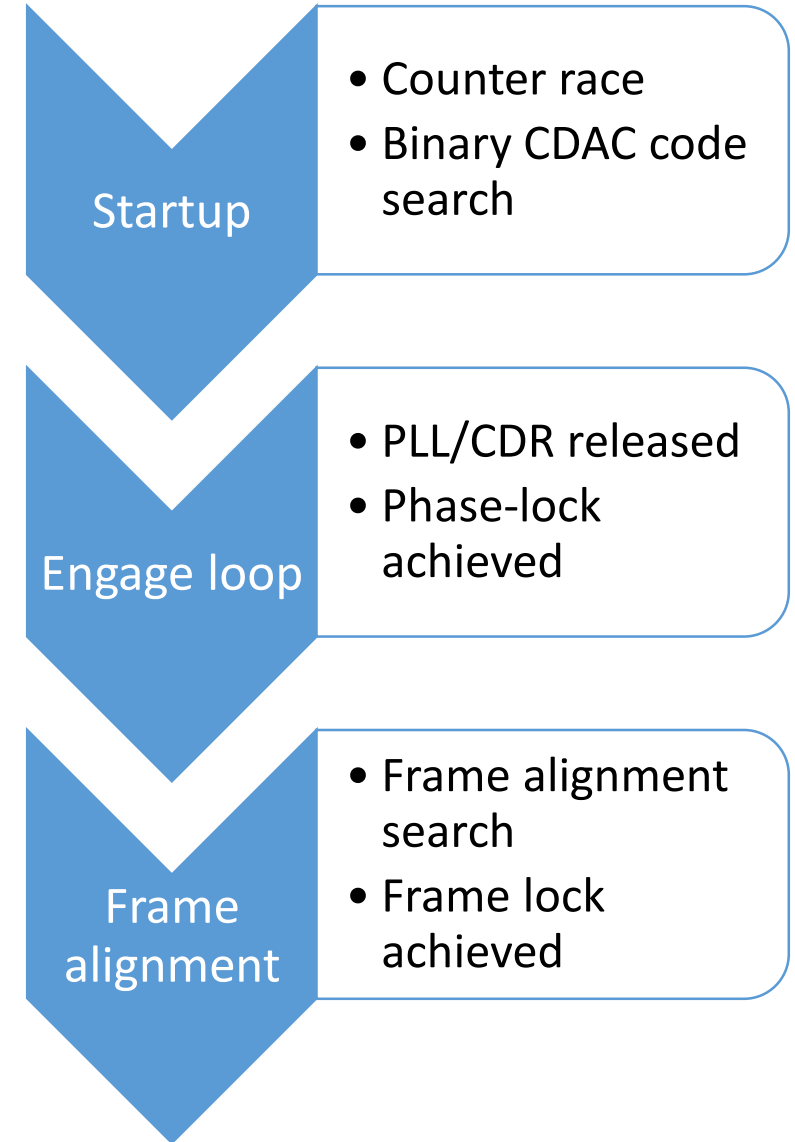 Startup
• Counter race
• Binary CDAC code
search
Engage loop
• PLL/CDR released
• Phase-lock
achieved
Frame
alignment
• Frame alignment
search
• Frame lock
achieved